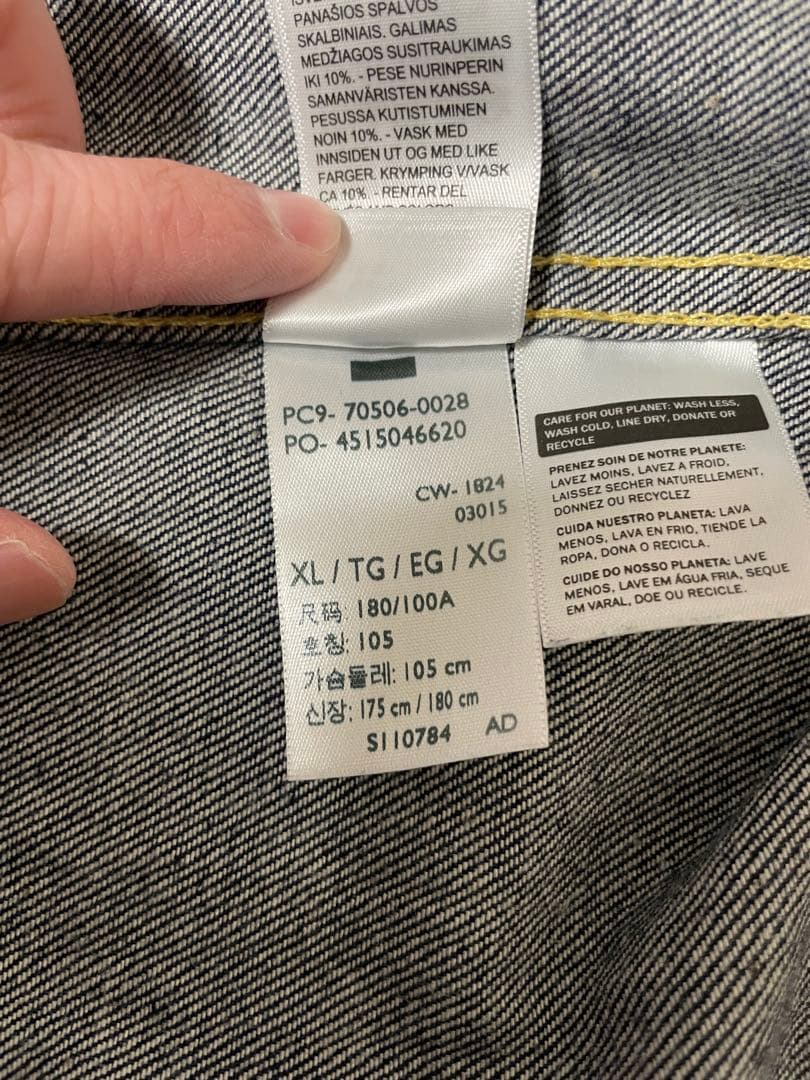 PANAŠIOS SPALVOS
SKALBINIAIS. GALIMAS
MEDŽIAGOS SUSITRAUKIMAS
IKI 10%. - PESE NURINPERIN
SAMANVÄRISTEN KANSSA.
PESUSSA KUTISTUMINEN
NOIN 10%. - VASK MED
INNSIDEN UT OG MED LIKE
FARGER. KRYMPING V/VASK
CA 10%. - RENTAR DEL
PC9- 70506-0028
PO- 4515046620
CW- 1824
03015
XL / TG / EG / XG
尺码: 180/100A
호칭: 105
가슴둘레: 105 cm
신장: 175 cm / 180 cm
S110784 AD
CARE FOR OUR PLANET: WASH LESS,
WASH COLD, LINE DRY, DONATE OR
RECYCLE
PRENEZ SOIN DE NOTRE PLANETE:
LAVEZ MOINS, LAVEZ A FROID,
LAISSEZ SECHER NATURELLEMENT,
DONNEZ OU RECYCLEZ
CUIDA NUESTRO PLANETA: LAVA
MENOS, LAVA EN FRIO, TIENDE LA
ROPA, DONA O RECICLA.
CUIDE DO NOSSO PLANETA: LAVE
MENOS, LAVE EM ÁGUA FRIA, SEQUE
EM VARAL, DOE OU RECICLE.